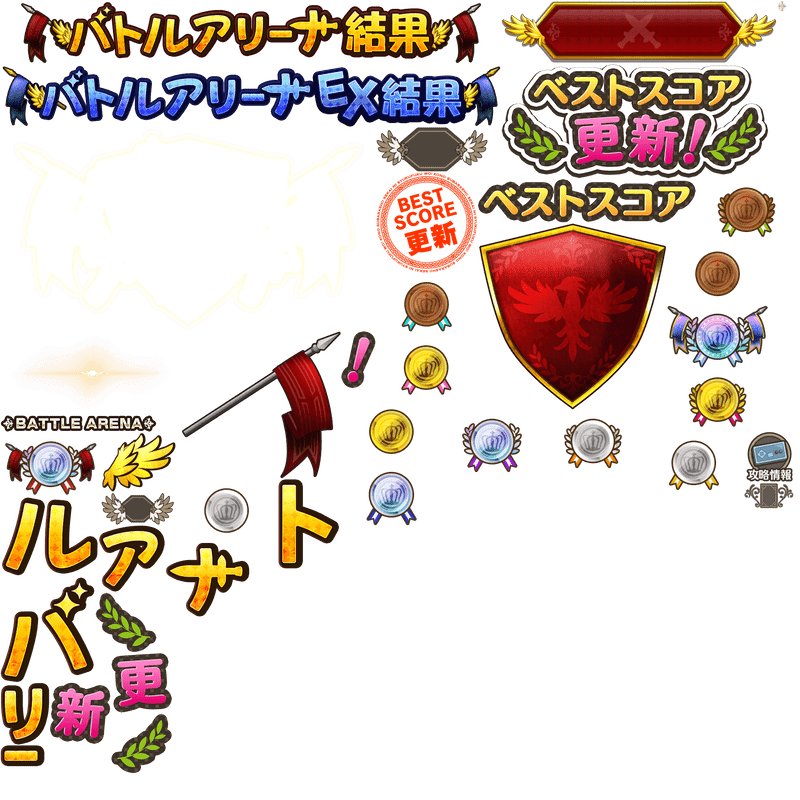 バトルアリーナ結果
バトルアリーナEX結果
ベストスコア
更新!
BEST
SCORE
更新
ベストスコア
!
BATTLE ARENA
攻略情報
ト
ル
ア
ナ
バ
リ
ー
更
新